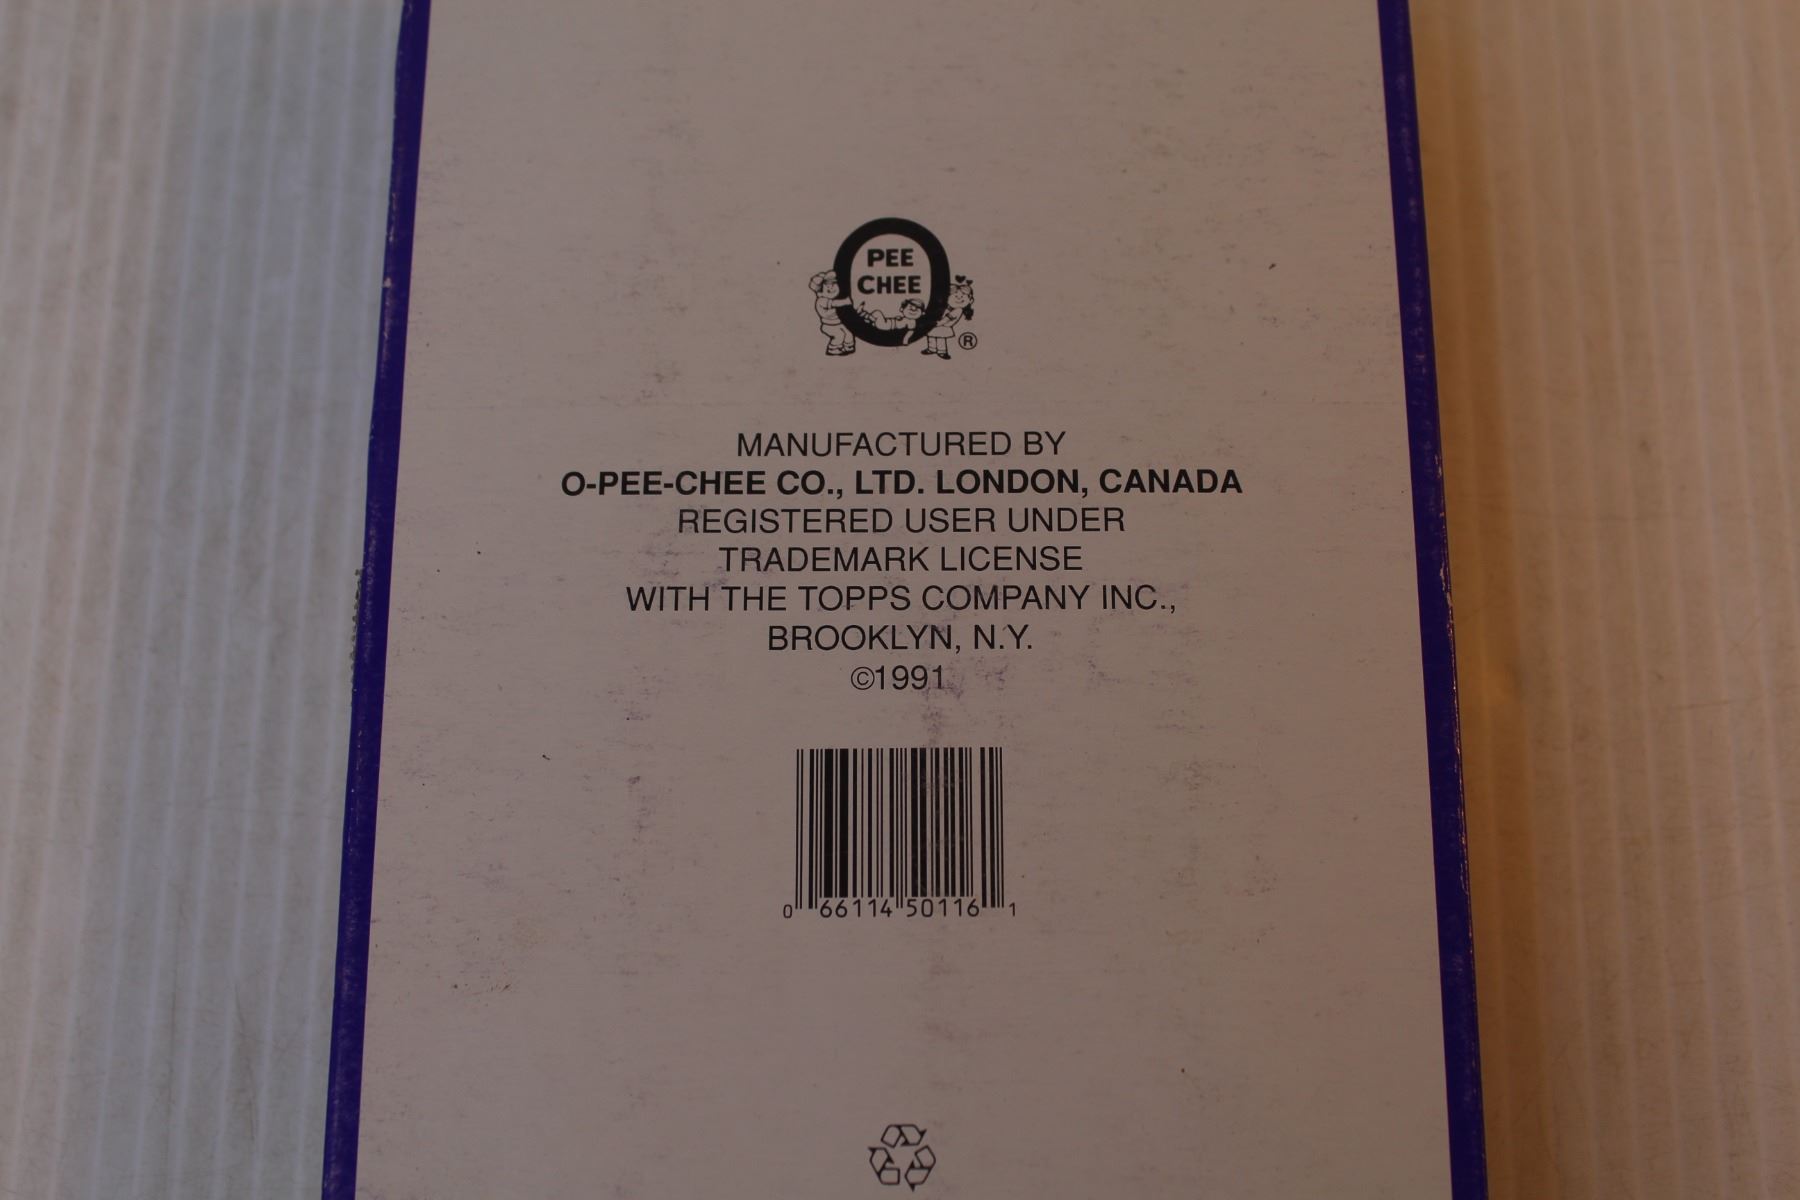 PEE
CHEE
®
MANUFACTURED BY
O-PEE-CHEE CO., LTD. LONDON, CANADA
REGISTERED USER UNDER
TRADEMARK LICENSE
WITH THE TOPPS COMPANY INC.,
BROOKLYN, N.Y.
©1991
0 66114 50116 1